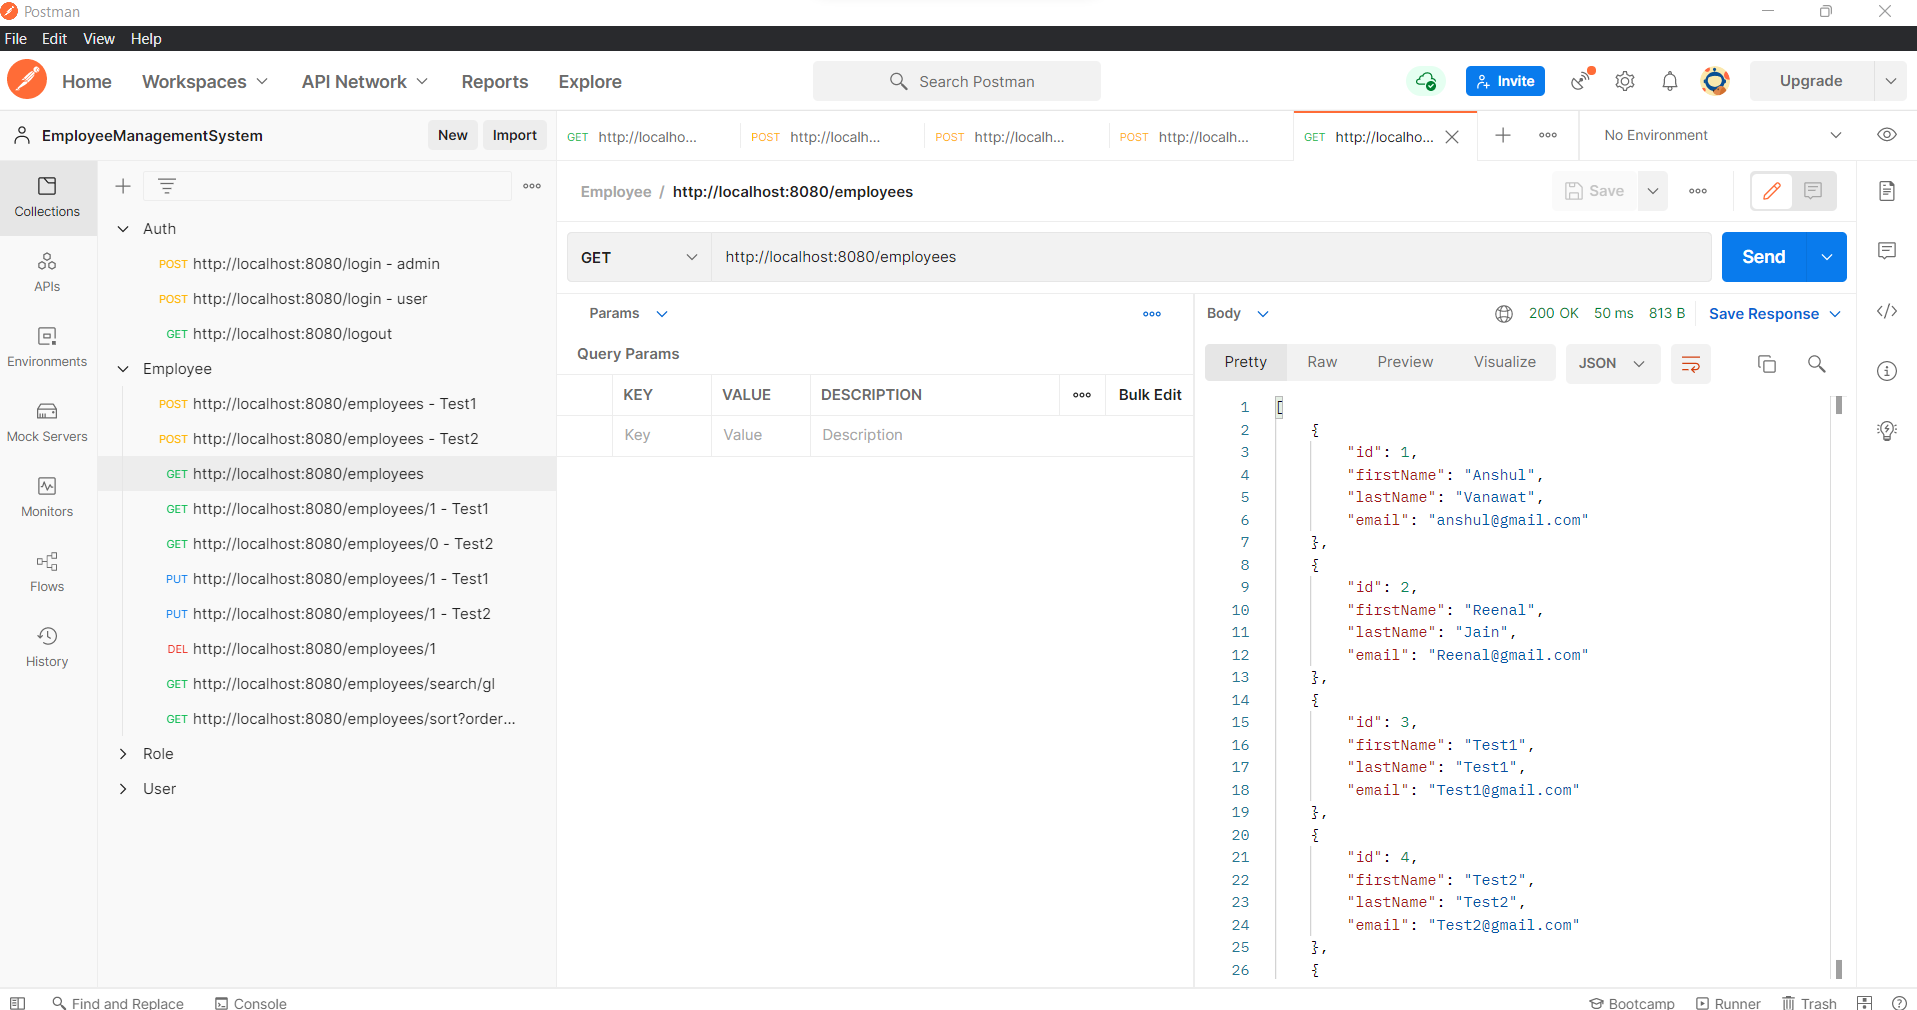 Postman
File Edit View Help
Home Workspaces API Network Reports Explore Search Postman Invite Upgrade
EmployeeManagementSystem New Import
GET http://localho... POST http://localh... POST http://localh... POST http://localh... GET http://localho... No Environment
Collections
APIs
Environments
Mock Servers
Monitors
Flows
History
Auth
POST http://localhost:8080/login - admin
POST http://localhost:8080/login - user
GET http://localhost:8080/logout
Employee
POST http://localhost:8080/employees - Test1
POST http://localhost:8080/employees - Test2
GET http://localhost:8080/employees
GET http://localhost:8080/employees/1 - Test1
GET http://localhost:8080/employees/0 - Test2
PUT http://localhost:8080/employees/1 - Test1
PUT http://localhost:8080/employees/1 - Test2
DEL http://localhost:8080/employees/1
GET http://localhost:8080/employees/search/gl
GET http://localhost:8080/employees/sort?order...
Role
User
Employee / http://localhost:8080/employees Save
GET http://localhost:8080/employees Send
Params
Query Params
KEY VALUE DESCRIPTION Bulk Edit
Key Value Description
Body 200 OK 50 ms 813 B Save Response
Pretty Raw Preview Visualize JSON
1 [
2 {
3 "id": 1,
4 "firstName": "Anshul",
5 "lastName": "Vanawat",
6 "email": "anshul@gmail.com"
7 },
8 {
9 "id": 2,
10 "firstName": "Reenal",
11 "lastName": "Jain",
12 "email": "Reenal@gmail.com"
13 },
14 {
15 "id": 3,
16 "firstName": "Test1",
17 "lastName": "Test1",
18 "email": "Test1@gmail.com"
19 },
20 {
21 "id": 4,
22 "firstName": "Test2",
23 "lastName": "Test2",
24 "email": "Test2@gmail.com"
25 },
26 {
Find and Replace Console Bootcamp Runner Trash